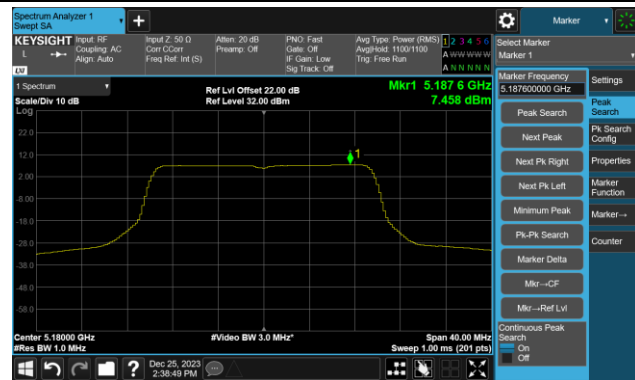 Spectrum Analyzer 1
Swept SA
Marker
KEYSIGHT
Input: RF
Coupling: AC
Align: Auto
Input Z: 50 Ω
Corr CCorr
Freq Ref: Int (S)
Atten: 20 dB
Preamp: Off
PNO: Fast
Gate: Off
IF Gain: Low
Sig Track: Off
Avg Type: Power (RMS)
Avg|Hold: 1100/1100
Trig: Free Run
1 2 3 4 5 6
A W W W W W
A N N N N N
L
LXI
Select Marker
Marker 1
1 Spectrum
Scale/Div 10 dB
Log
Ref Lvl Offset 22.00 dB
Ref Level 32.00 dBm
Mkr1 5.187 6 GHz
7.458 dBm
22.0
12.0
2.00
-8.00
-18.0
-28.0
-38.0
-48.0
-58.0
1
Center 5.18000 GHz
#Res BW 1.0 MHz
#Video BW 3.0 MHz*
Span 40.00 MHz
Sweep 1.00 ms (201 pts)
Marker Frequency
5.187600000 GHz
Peak Search
Next Peak
Next Pk Right
Next Pk Left
Minimum Peak
Pk-Pk Search
Marker Delta
Mkr→CF
Mkr→Ref Lvl
Continuous Peak
Search
On
Off
Settings
Peak
Search
Pk Search
Config
Properties
Marker
Function
Marker→
Counter
Dec 25, 2023
2:38:49 PM